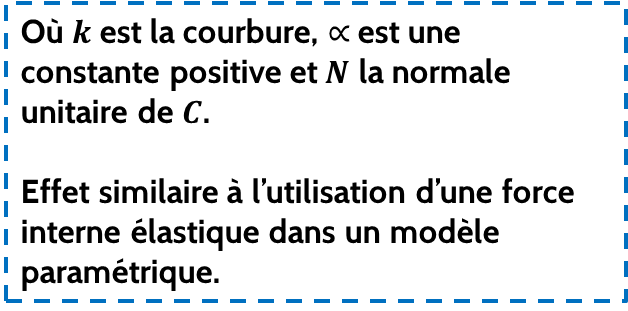 Où k est la courbure, ∝ est une
constante positive et N la normale
unitaire de C.
Effet similaire à l’utilisation d’une force
interne élastique dans un modèle
paramétrique.